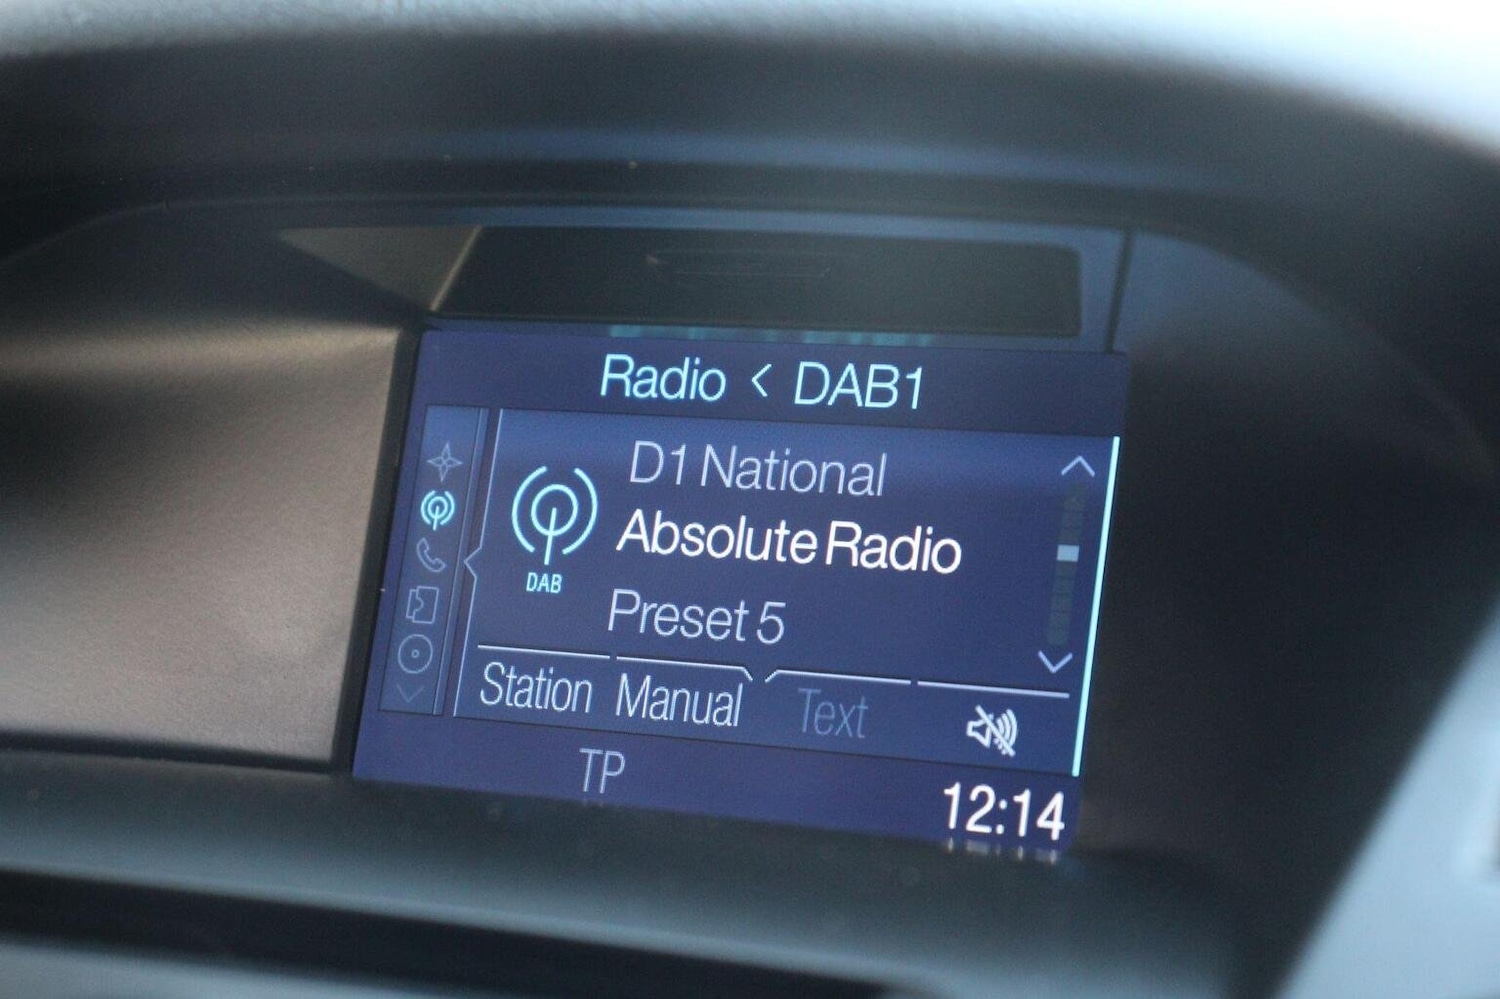 Radio < DAB1
D1 National
Absolute Radio
DAB
Preset 5
Station Manual Text
TP
12:14